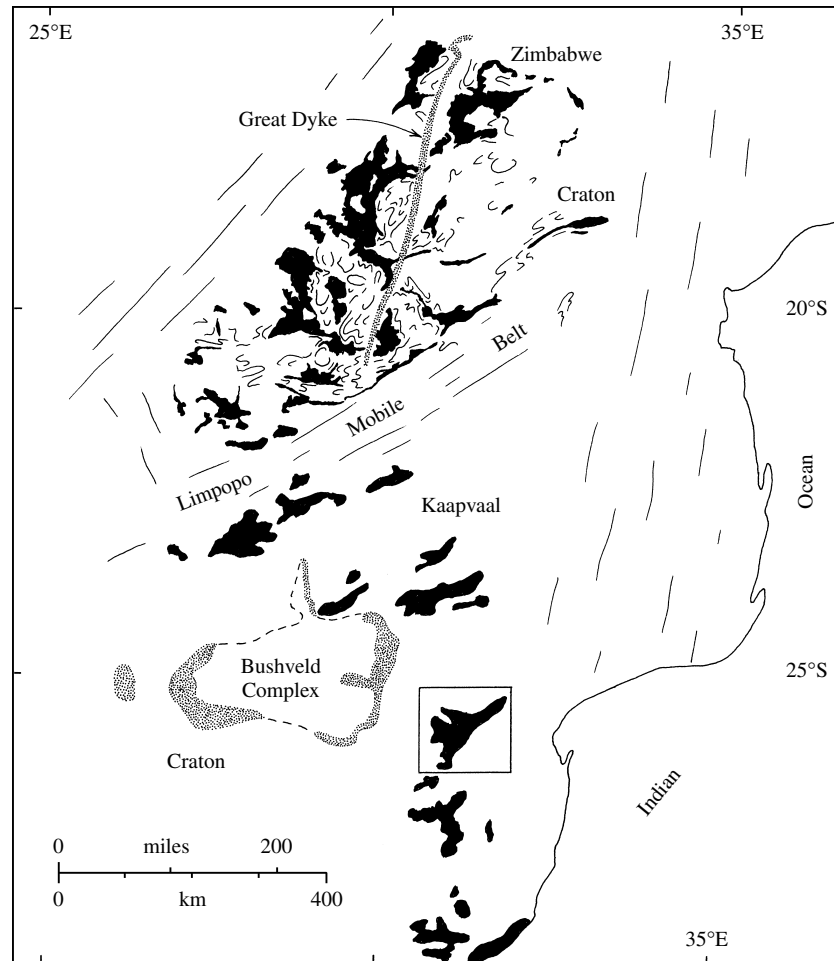 25°E
35°E
Zimbabwe
Great Dyke
Craton
20°S
Belt
Mobile
Limpopo
Ocean
Kaapvaal
Bushveld
Complex
25°S
Craton
Indian
0 miles 200
0 km 400
35°E